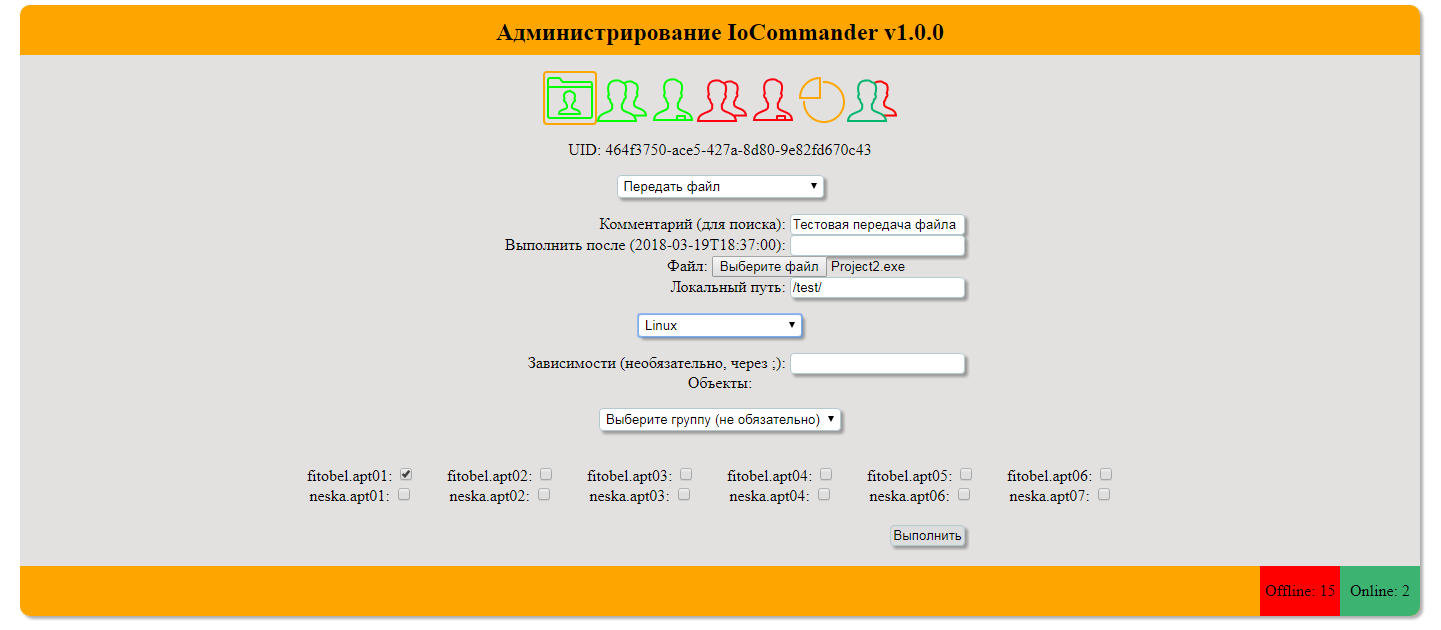 Администрирование IoCommander v1.0.0
UID: 464f3750-ace5-427a-8d80-9e82fd670c43
Передать файл
Комментарий (для поиска): Тестовая передача файла
Выполнить после (2018-03-19T18:37:00):
Файл: Выберите файл Project2.exe
Локальный путь: /test/
Linux
Зависимости (необязательно, через ;):
Объекты:
Выберите группу (не обязательно)
fitobel.apt01: fitobel.apt02: fitobel.apt03: fitobel.apt04: fitobel.apt05: fitobel.apt06:
neska.apt01: neska.apt02: neska.apt03: neska.apt04: neska.apt06: neska.apt07:
Выполнить
Offline: 15 Online: 2